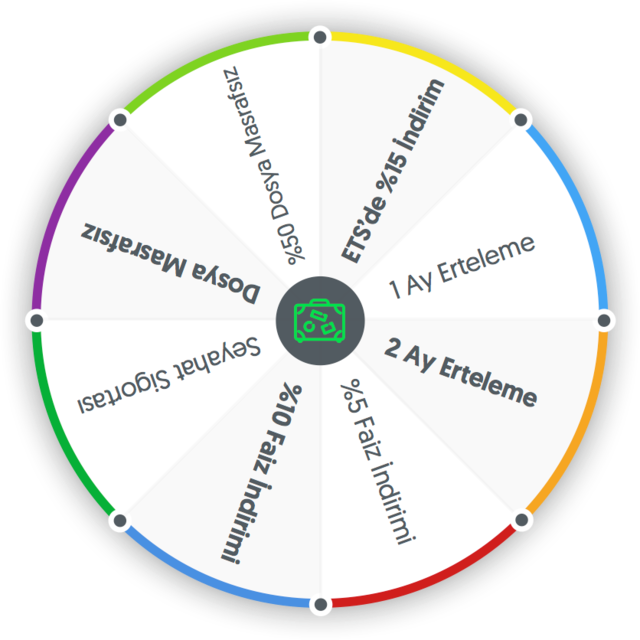 ETS'de %15 İndirim
1 Ay Erteleme
2 Ay Erteleme
%5 Faiz İndirimi
%10 Faiz İndirimi
Seyahat Sigortası
Dosya Masrafsız
%50 Dosya Masrafsız